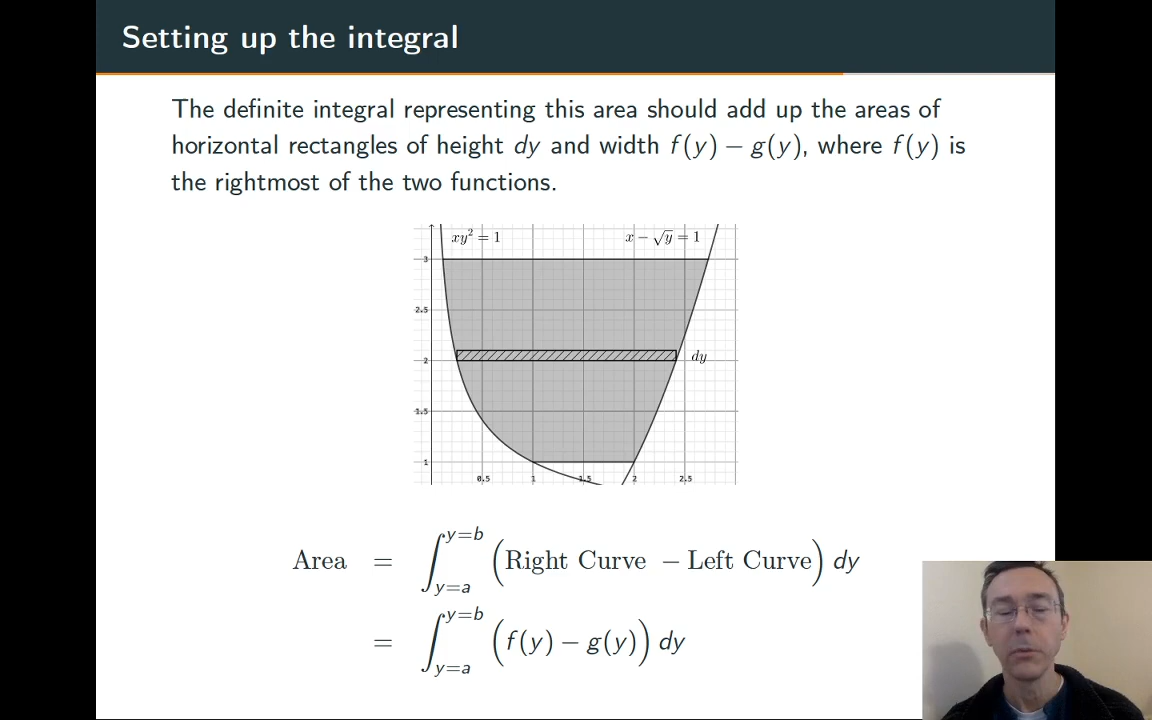 Setting up the integral
The definite integral representing this area should add up the areas of
horizontal rectangles of height dy and width f(y) − g(y), where f(y) is
the rightmost of the two functions.
xy² = 1
x − √y = 1
3
2.5
2
dy
1.5
1
0.5 1 1.5 2 2.5
Area = ∫_{y=a}^{y=b} (Right Curve − Left Curve) dy
= ∫_{y=a}^{y=b} (f(y) − g(y)) dy